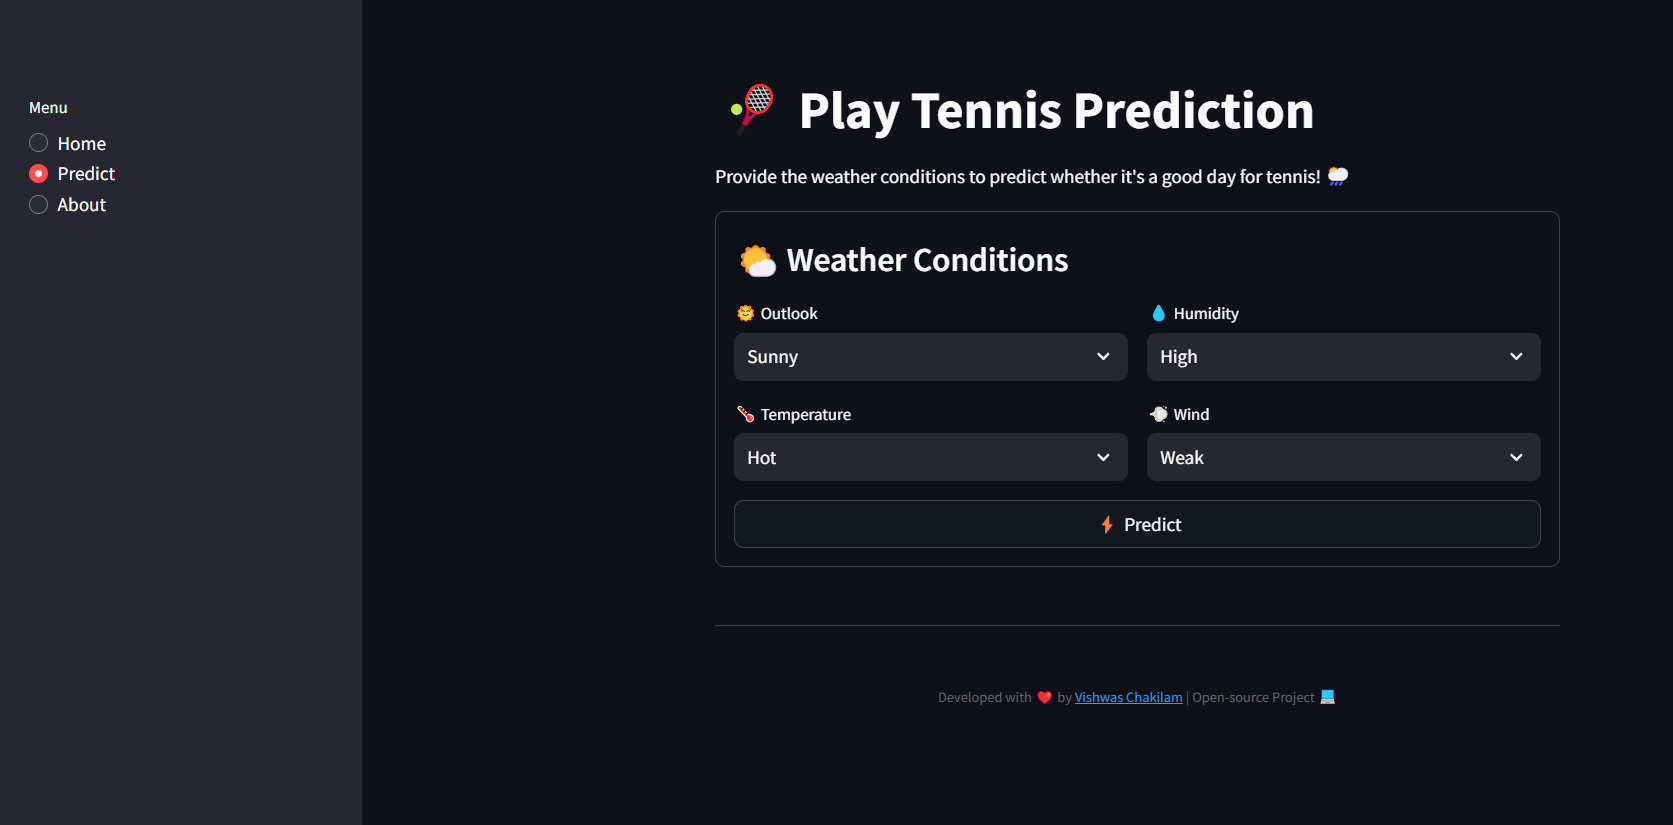 Menu
Home
Predict
About
Play Tennis Prediction
Provide the weather conditions to predict whether it's a good day for tennis!
Weather Conditions
Outlook
Sunny
Humidity
High
Temperature
Hot
Wind
Weak
Predict
Developed with ❤️ by Vishwas Chakilam | Open-source Project 💻